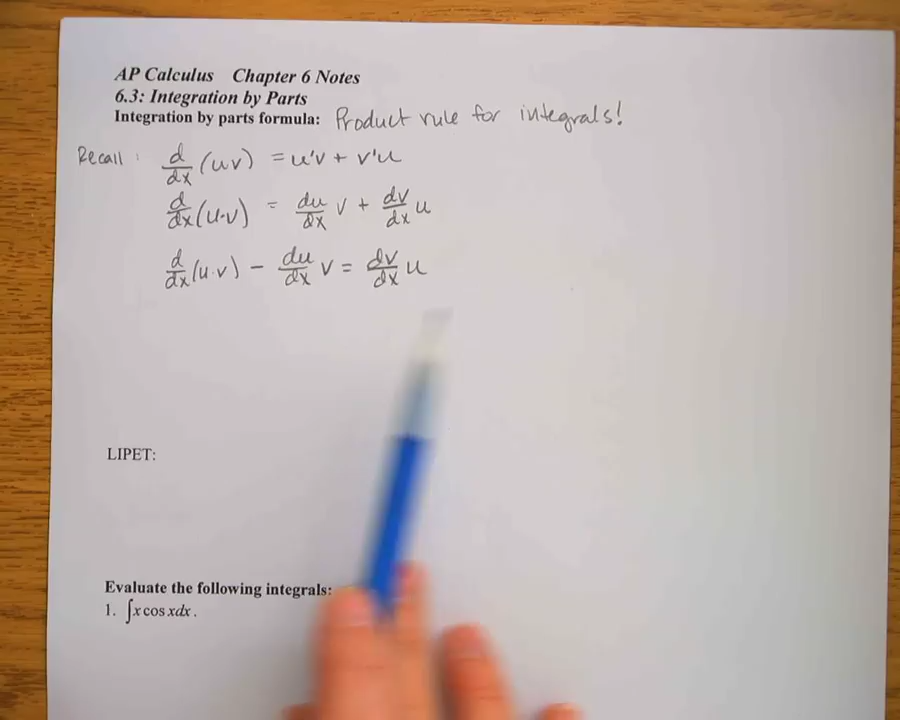 AP Calculus Chapter 6 Notes
6.3: Integration by Parts
Integration by parts formula: Product rule for integrals!
Recall: d/dx (uv) = u'v + v'u
d/dx (u·v) = du/dx v + dv/dx u
d/dx (u·v) - du/dx v = dv/dx u
LIPET:
Evaluate the following integrals:
1. ∫x cos xdx.